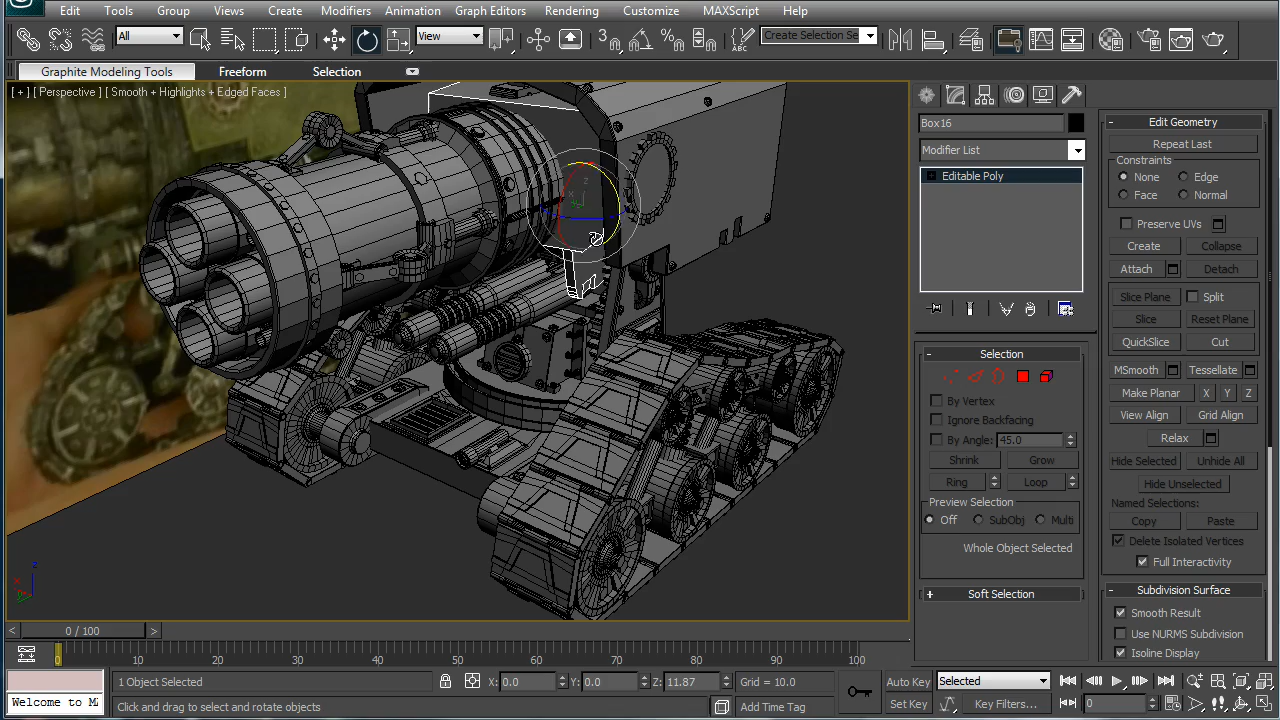 Edit Tools Group Views Create Modifiers Animation Graph Editors Rendering Customize MAXScript Help
All View 3 Create Selection Se
Graphite Modeling Tools Freeform Selection
[ + ] [ Perspective ] [ Smooth + Highlights + Edged Faces ]
Box16
Modifier List
Editable Poly
Selection
By Vertex
Ignore Backfacing
By Angle: 45.0
Shrink Grow
Ring Loop
Preview Selection
Off SubObj Multi
Whole Object Selected
Soft Selection
Edit Geometry
Repeat Last
Constraints
None Edge
Face Normal
Preserve UVs
Create Collapse
Attach Detach
Slice Plane Split
Slice Reset Plane
QuickSlice Cut
MSmooth Tessellate
Make Planar X Y Z
View Align Grid Align
Relax
Hide Selected Unhide All
Hide Unselected
Named Selections:
Copy Paste
Delete Isolated Vertices
Full Interactivity
Subdivision Surface
Smooth Result
Use NURMS Subdivision
Isoline Display
z
x
z
x
y
< 0 / 100 >
0 10 20 30 40 50 60 70 80 90 100
1 Object Selected X: 0.0 Y: 0.0 Z: 11.87 Grid = 10.0 Auto Key Selected
Welcome to M Click and drag to select and rotate objects Add Time Tag Set Key Key Filters... 0